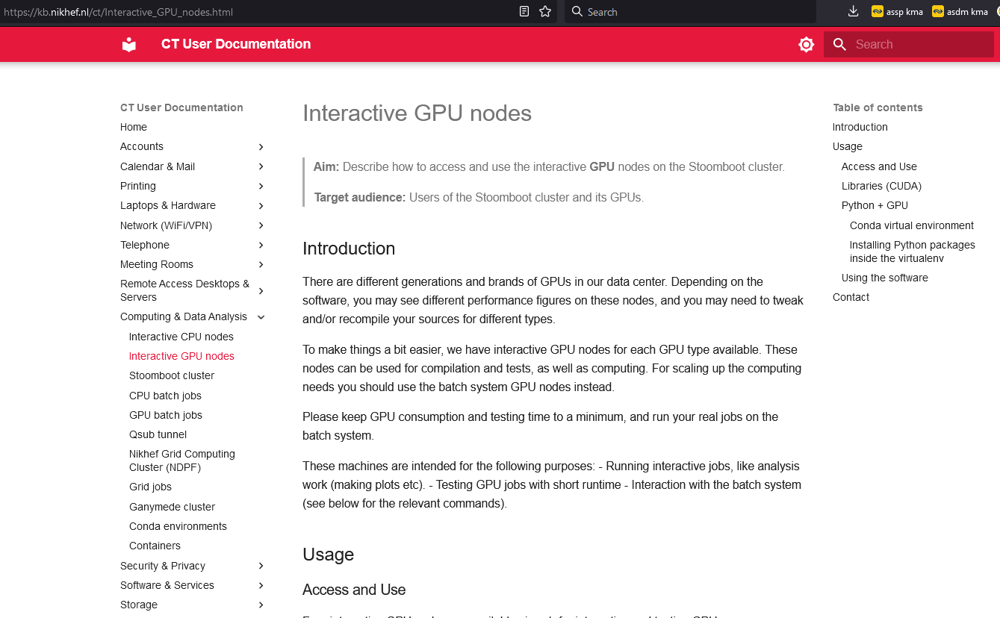 https://kb.nikhef.nl/ct/Interactive_GPU_nodes.html
Search
assp kma
asdm kma
CT User Documentation
Search
CT User Documentation
Home
Accounts
Calendar & Mail
Printing
Laptops & Hardware
Network (WiFi/VPN)
Telephone
Meeting Rooms
Remote Access Desktops &
Servers
Computing & Data Analysis
Interactive CPU nodes
Interactive GPU nodes
Stoomboot cluster
CPU batch jobs
GPU batch jobs
Qsub tunnel
Nikhef Grid Computing
Cluster (NDPF)
Grid jobs
Ganymede cluster
Conda environments
Containers
Security & Privacy
Software & Services
Storage
Interactive GPU nodes
Aim: Describe how to access and use the interactive GPU nodes on the Stoomboot cluster.
Target audience: Users of the Stoomboot cluster and its GPUs.
Introduction
There are different generations and brands of GPUs in our data center. Depending on the
software, you may see different performance figures on these nodes, and you may need to tweak
and/or recompile your sources for different types.
To make things a bit easier, we have interactive GPU nodes for each GPU type available. These
nodes can be used for compilation and tests, as well as computing. For scaling up the computing
needs you should use the batch system GPU nodes instead.
Please keep GPU consumption and testing time to a minimum, and run your real jobs on the
batch system.
These machines are intended for the following purposes: - Running interactive jobs, like analysis
work (making plots etc). - Testing GPU jobs with short runtime - Interaction with the batch system
(see below for the relevant commands).
Usage
Access and Use
Table of contents
Introduction
Usage
Access and Use
Libraries (CUDA)
Python + GPU
Conda virtual environment
Installing Python packages
inside the virtualenv
Using the software
Contact